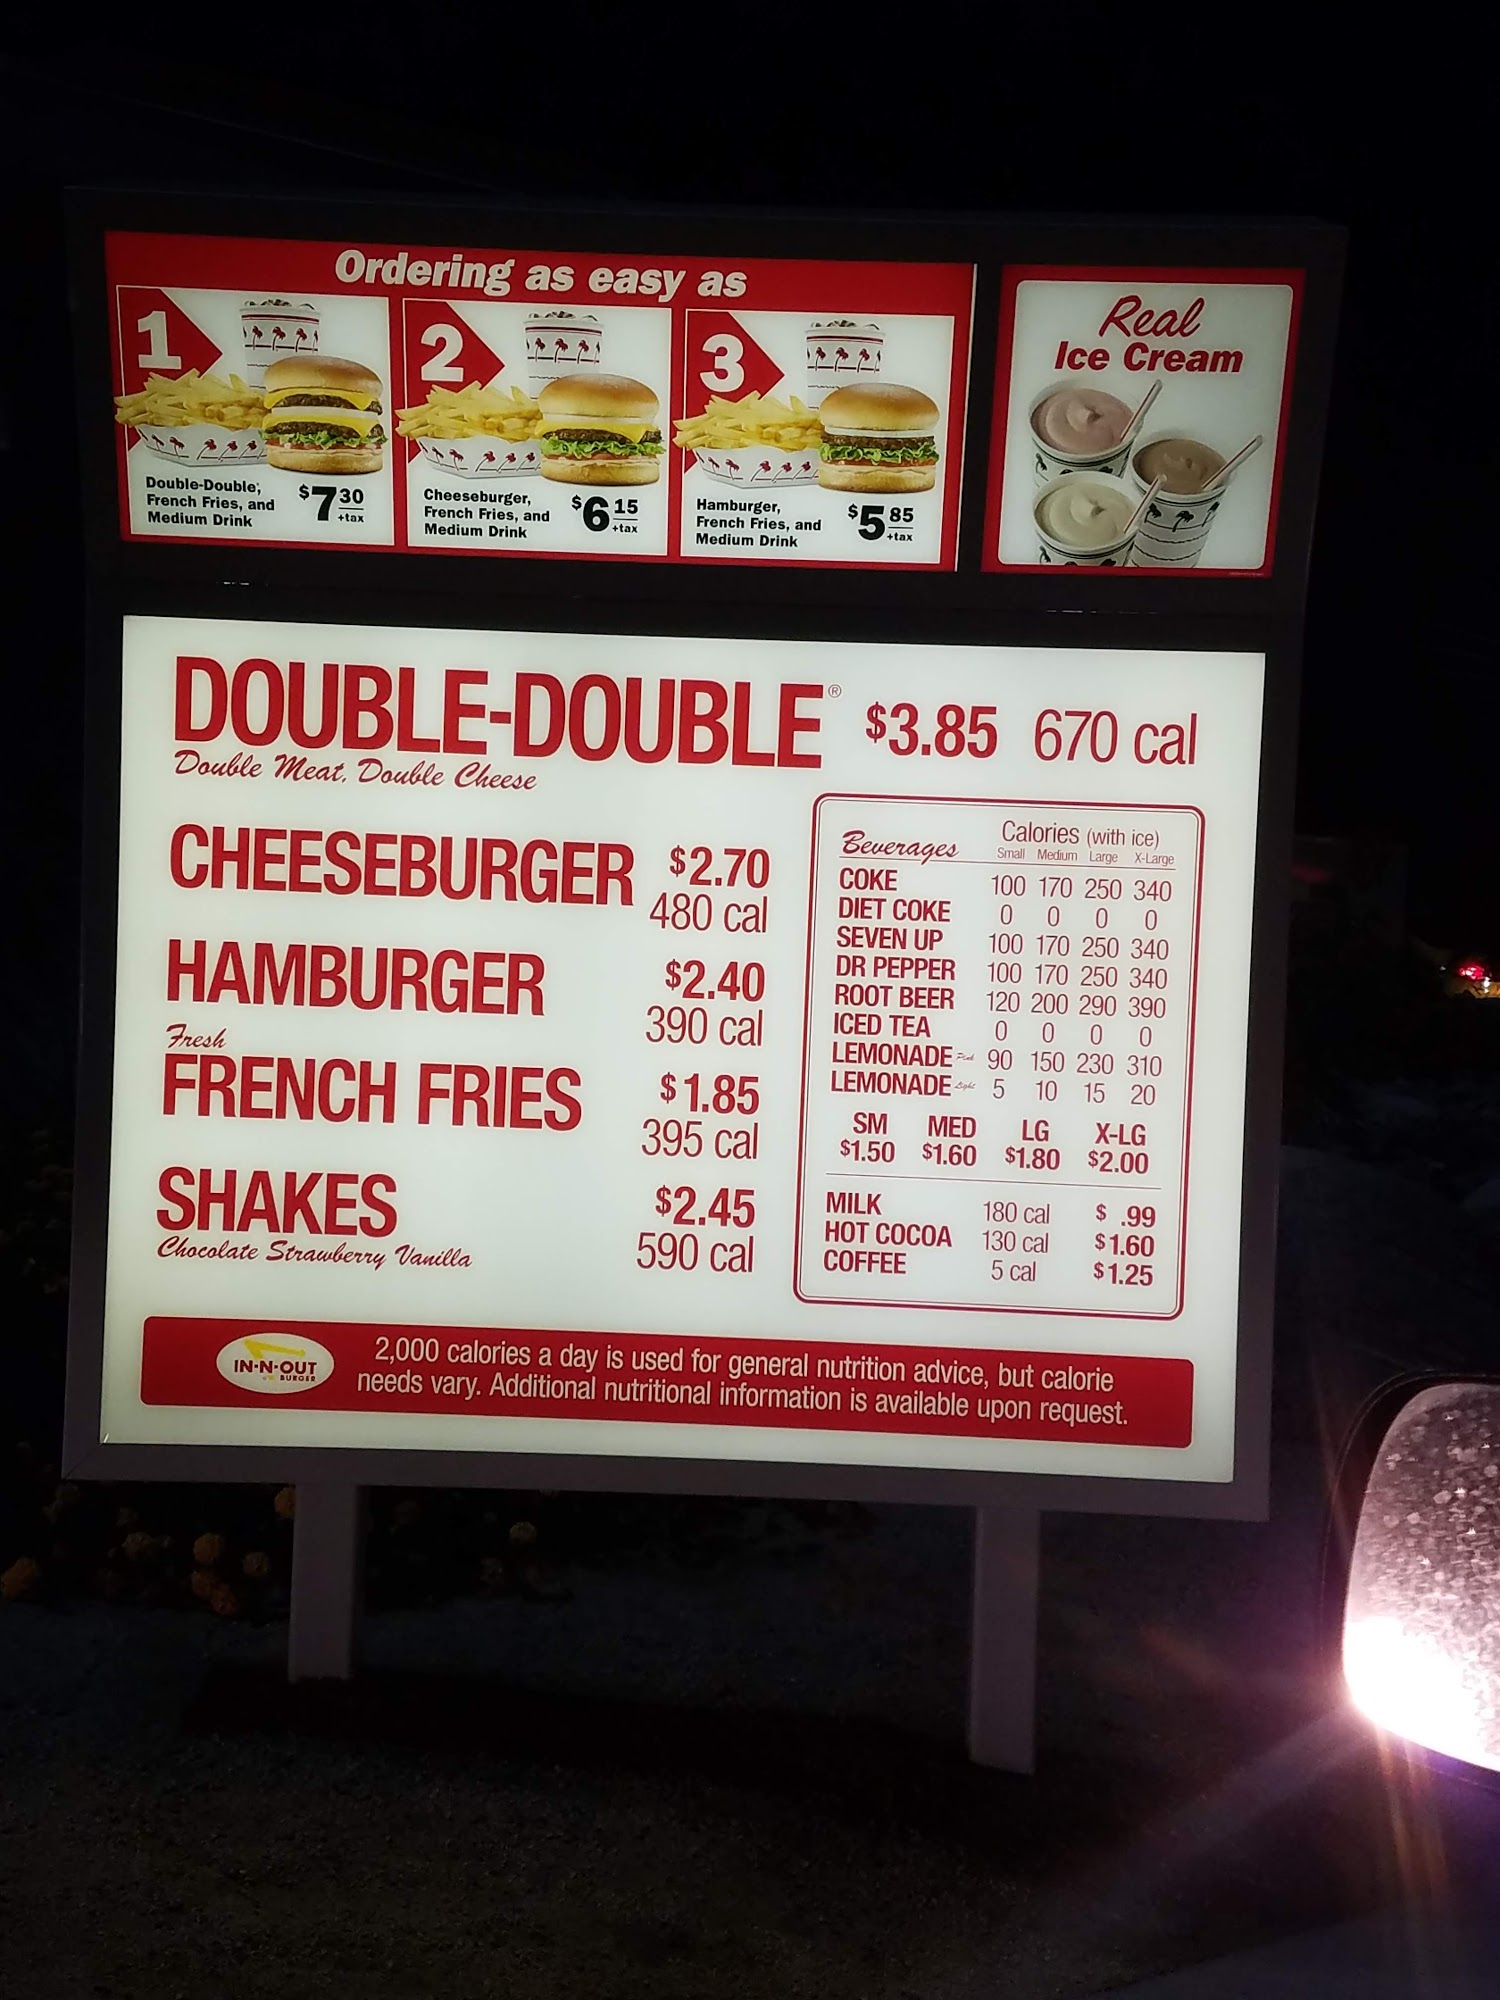 Ordering as easy as
1
Double-Double,
French Fries, and
Medium Drink
$7 30
+tax
2
Cheeseburger,
French Fries, and
Medium Drink
$6 15
+tax
3
Hamburger,
French Fries, and
Medium Drink
$5 85
+tax
Real
Ice Cream
DOUBLE-DOUBLE® $3.85 670 cal
Double Meat, Double Cheese
CHEESEBURGER $2.70
480 cal
HAMBURGER $2.40
390 cal
Fresh
FRENCH FRIES $1.85
395 cal
SHAKES $2.45
Chocolate Strawberry Vanilla 590 cal
Beverages Calories (with ice)
Small Medium Large X-Large
COKE 100 170 250 340
DIET COKE 0 0 0 0
SEVEN UP 100 170 250 340
DR PEPPER 100 170 250 340
ROOT BEER 120 200 290 390
ICED TEA 0 0 0 0
LEMONADE Pink 90 150 230 310
LEMONADE Light 5 10 15 20
SM MED LG X-LG
$1.50 $1.60 $1.80 $2.00
MILK 180 cal $ .99
HOT COCOA 130 cal $1.60
COFFEE 5 cal $1.25
IN-N-OUT
BURGER
2,000 calories a day is used for general nutrition advice, but calorie
needs vary. Additional nutritional information is available upon request.